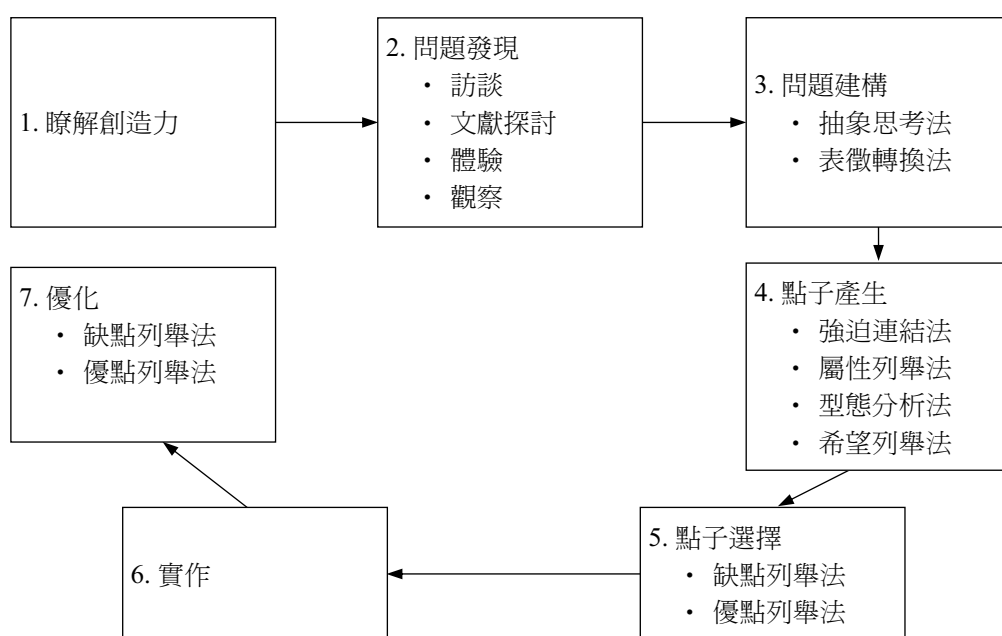 1. 瞭解創造力
2. 問題發現
・ 訪談
・ 文獻探討
・ 體驗
・ 觀察
3. 問題建構
・ 抽象思考法
・ 表徵轉換法
4. 點子產生
・ 強迫連結法
・ 屬性列舉法
・ 型態分析法
・ 希望列舉法
5. 點子選擇
・ 缺点列舉法
・ 優點列舉法
6. 實作
7. 優化
・ 缺點列舉法
・ 優點列舉法